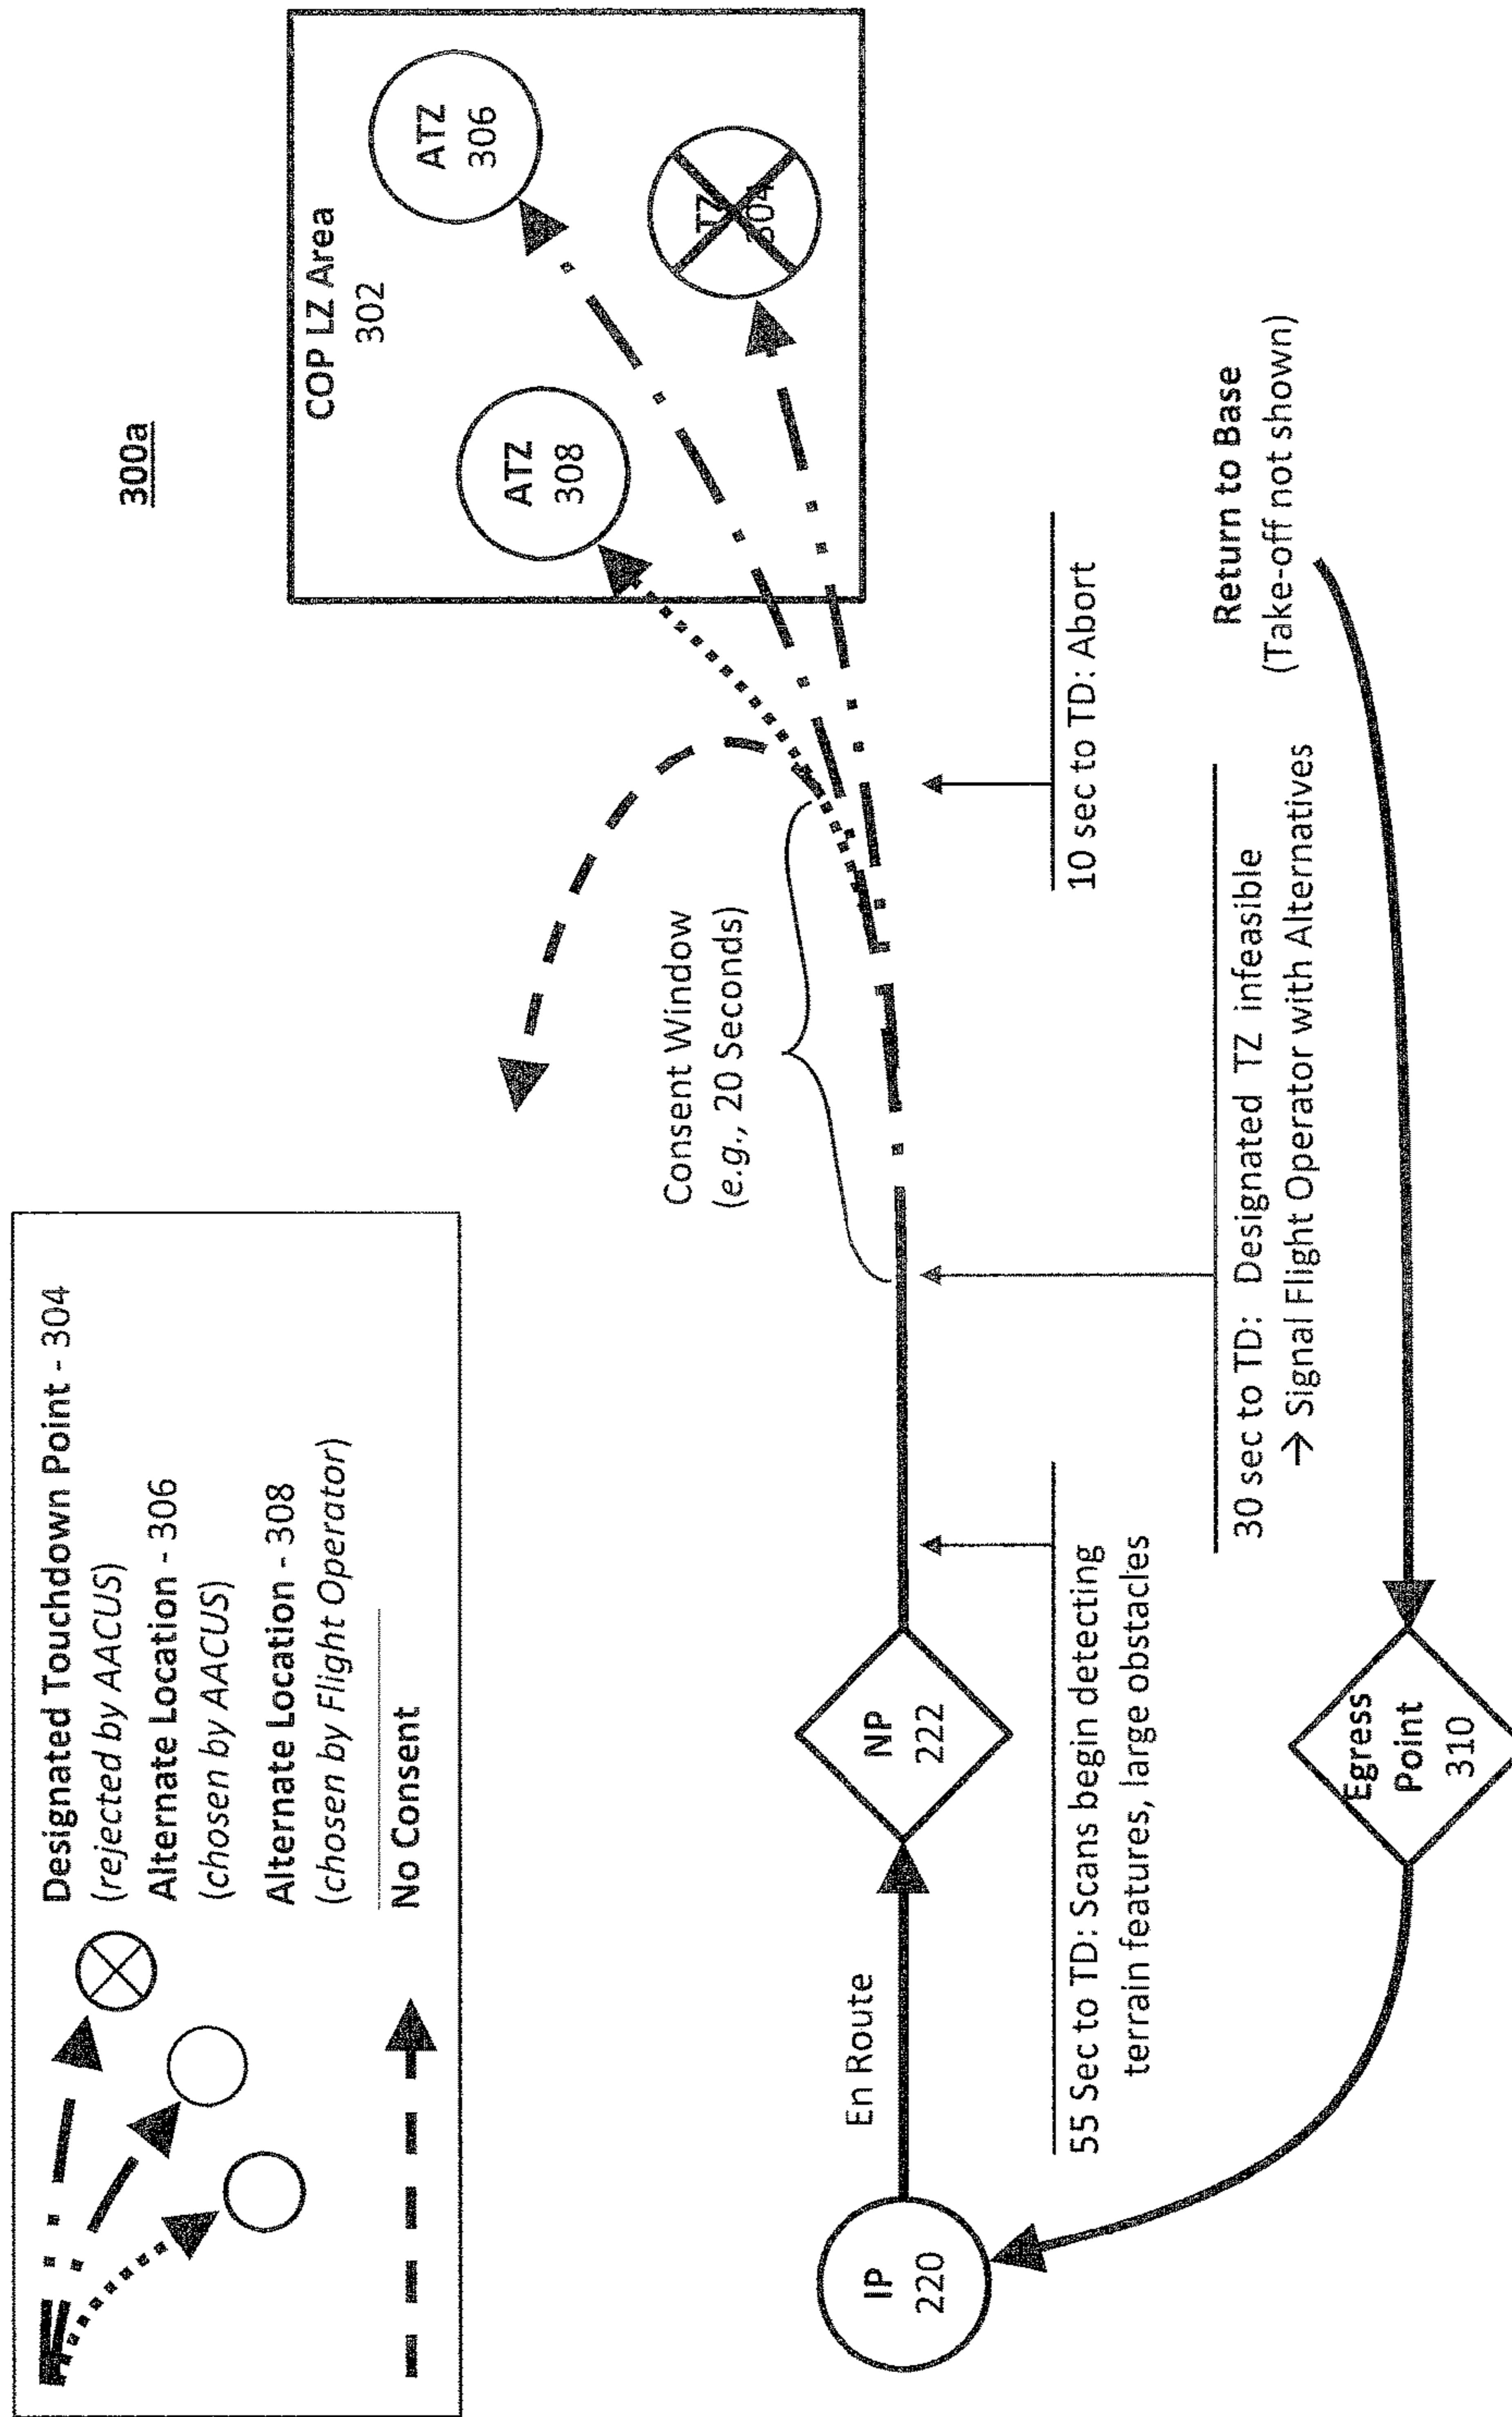 300a
Designated Touchdown Point - 304
(rejected by AACUS)
Alternate Location - 306
(chosen by AACUS)
Alternate Location - 308
(chosen by Flight Operator)
No Consent
COP LZ Area
302
ATZ
306
ATZ
308
TZ
304
Consent Window
(e.g., 20 Seconds)
En Route
IP
220
NP
222
10 sec to TD: Abort
55 Sec to TD: Scans begin detecting
terrain features, large obstacles
30 sec to TD: Designated TZ infeasible
→ Signal Flight Operator with Alternatives
Return to Base
(Take-off not shown)
Egress
Point
310